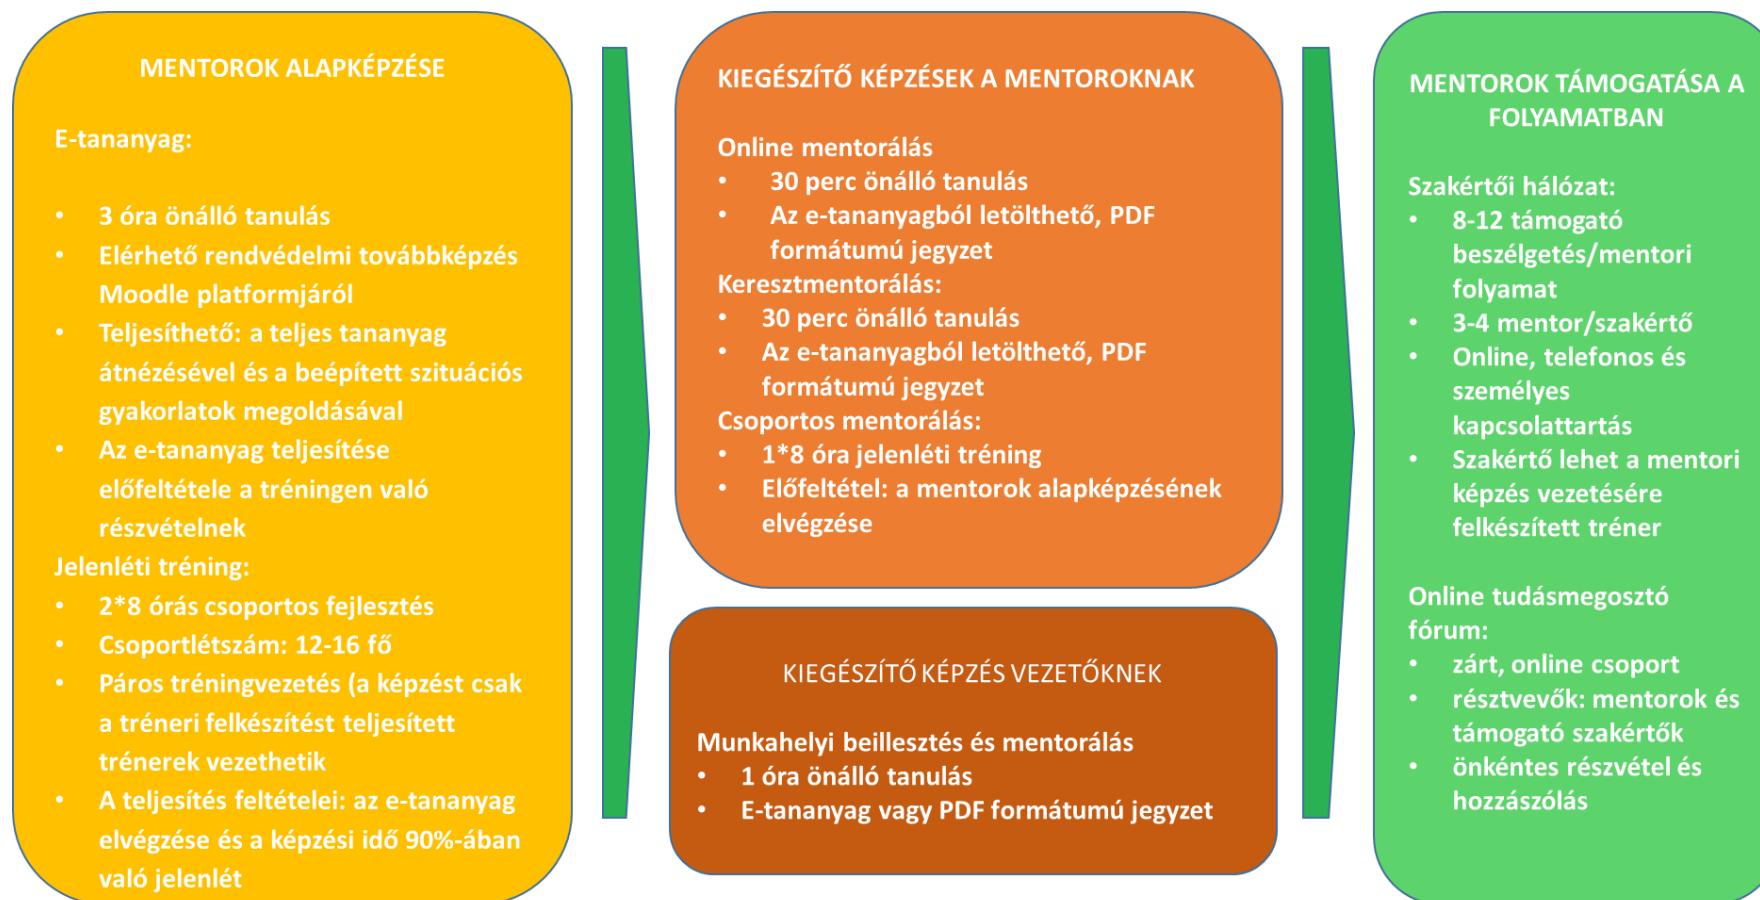 MENTOROK ALAPKÉPZÉSE
E-tananyag:
• 3 óra önálló tanulás
• Elérhető rendvédelmi továbbképzés
Moodle platformjáról
• Teljesíthető: a teljes tananyag
átnézésével és a beépített szituációs
gyakorlatok megoldásával
• Az e-tananyag teljesítése
előfeltétele a tréningen való
részvételnek
Jelenléti tréning:
• 2*8 órás csoportos fejlesztés
• Csoportlétszám: 12-16 fő
• Páros tréningvezetés (a képzést csak
a tréneri felkészítést teljesített
trénerek vezethetik
• A teljesítés feltételei: az e-tananyag
elvégzése és a képzési idő 90%-ában
való jelenlét
KIEGÉSZÍTŐ KÉPZÉSEK A MENTOROKNAK
Online mentorálás
• 30 perc önálló tanulás
• Az e-tananyagból letölthető, PDF
formátumú jegyzet
Keresztmentorálás:
• 30 perc önálló tanulás
• Az e-tananyagból letölthető, PDF
formátumú jegyzet
Csoportos mentorálás:
• 1*8 óra jelenléti tréning
• Előfeltétel: a mentorok alapképzésének
elvégzése
KIEGÉSZÍTŐ KÉPZÉS VEZETŐKNEK
Munkahelyi beillesztés és mentorálás
• 1 óra önálló tanulás
• E-tananyag vagy PDF formátumú jegyzet
MENTOROK TÁMOGATÁSA A
FOLYAMATBAN
Szakértői hálózat:
• 8-12 támogató
beszélgetés/mentori
folyamat
• 3-4 mentor/szakértő
• Online, telefonos és
személyes
kapcsolattartás
• Szakértő lehet a mentori
képzés vezetésére
felkészített tréner
Online tudásmegosztó
fórum:
• zárt, online csoport
• résztvevők: mentorok és
támogató szakértők
• önkéntes részvétel és
hozzászólás